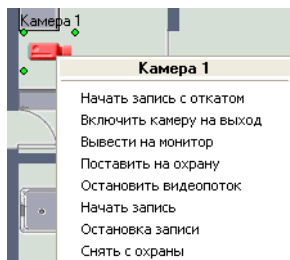 Камера 1
Камера 1
Начать запись с откатом
Включить камеру на выход
Вывести на монитор
Поставить на охрану
Остановить видеопоток
Начать запись
Остановка записи
Снять с охраны